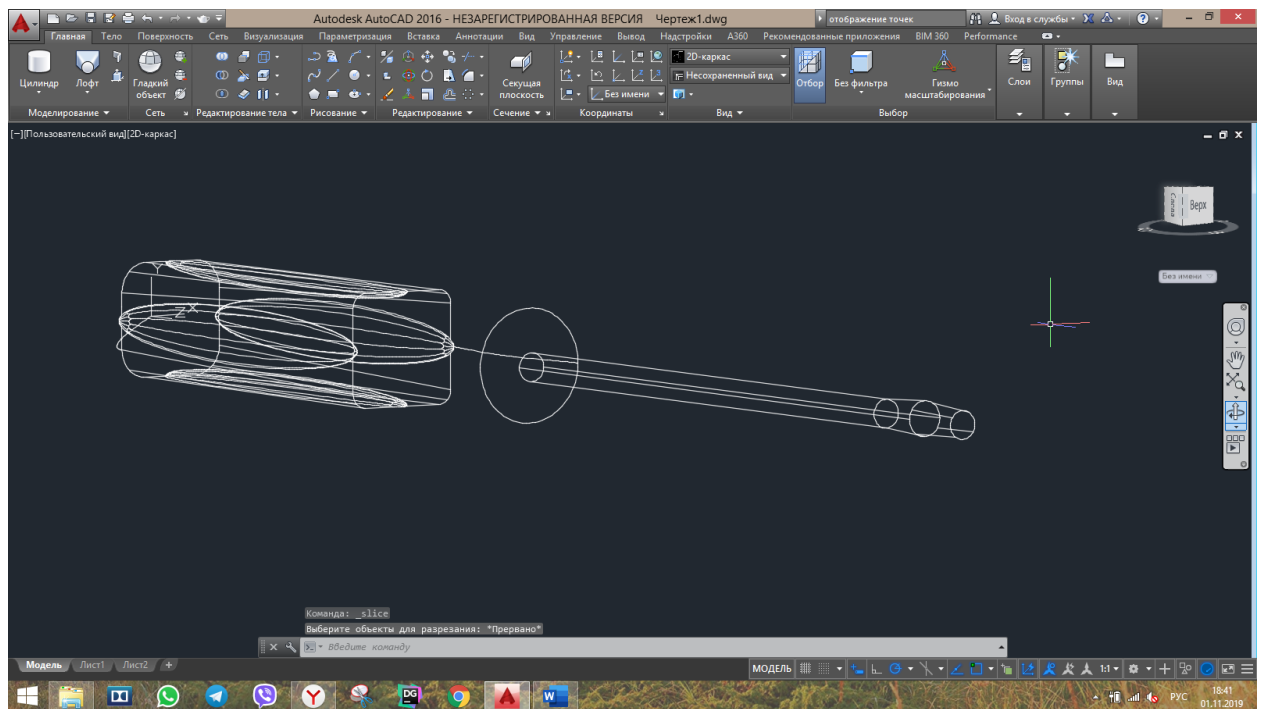 Autodesk AutoCAD 2016 - НЕЗАРЕГИСТРИРОВАННАЯ ВЕРСИЯ Чертеж1.dwg отображение точек Вход в службы
Главная Тело Поверхность Сеть Визуализация Параметризация Вставка Аннотации Вид Управление Вывод Надстройки A360 Рекомендованные приложения BIM 360 Performance
2D-каркас
Несохраненный вид
Цилиндр Лофт Гладкий объект Секущая плоскость Без имени Отбор Без фильтра Гизмо масштабирования Слои Группы Вид
Моделирование Сеть Редактирование тела Рисование Редактирование Сечение Координаты Вид Выбор
[−][Пользовательский вид][2D-каркас]
Слева Верх
Без имени
Y
Z X
Команда: _slice
Выберите объекты для разрезания: *Прервано*
Введите команду
Модель Лист1 Лист2 + МОДЕЛЬ 1:1
DG W РУС 18:41
01.11.2019